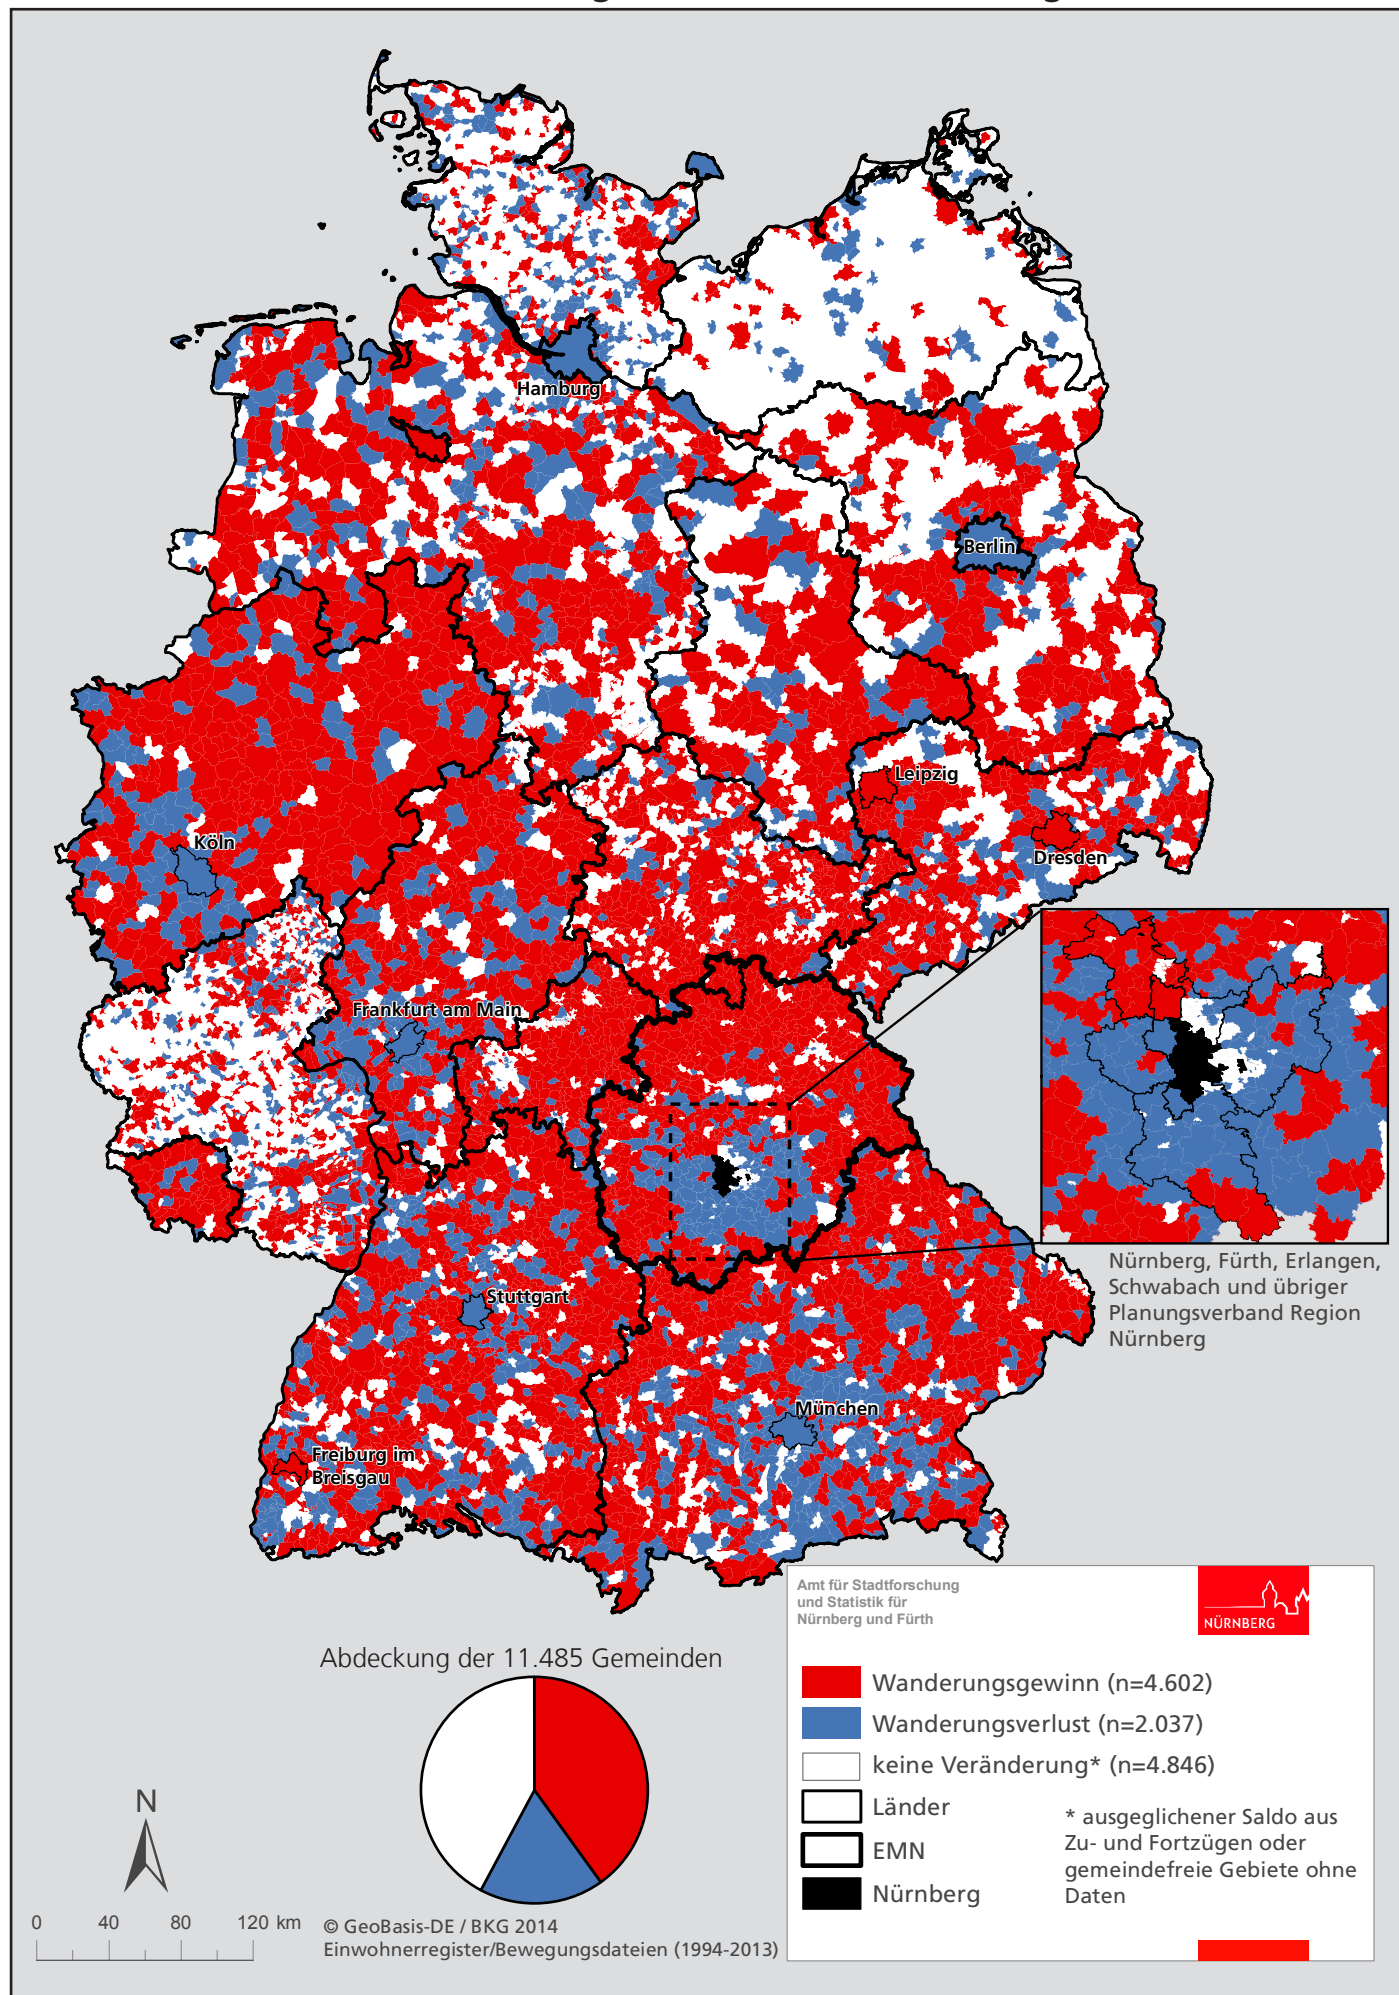 Hamburg
Berlin
Leipzig
Dresden
Köln
Frankfurt am Main
Stuttgart
München
Freiburg im
Breisgau
Nürnberg, Fürth, Erlangen,
Schwabach und übriger
Planungsverband Region
Nürnberg
Amt für Stadtforschung
und Statistik für
Nürnberg und Fürth
NÜRNBERG
Abdeckung der 11.485 Gemeinden
Wanderungsgewinn (n=4.602)
Wanderungsverlust (n=2.037)
keine Veränderung* (n=4.846)
Länder
EMN
Nürnberg
* ausgeglichener Saldo aus
Zu- und Fortzügen oder
gemeindefreie Gebiete ohne
Daten
N
0 40 80 120 km
© GeoBasis-DE / BKG 2014
Einwohnerregister/Bewegungsdateien (1994-2013)